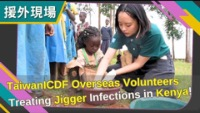 援外現場
TaiwanICDF Overseas Volunteers
Treating Jigger Infections in Kenya!